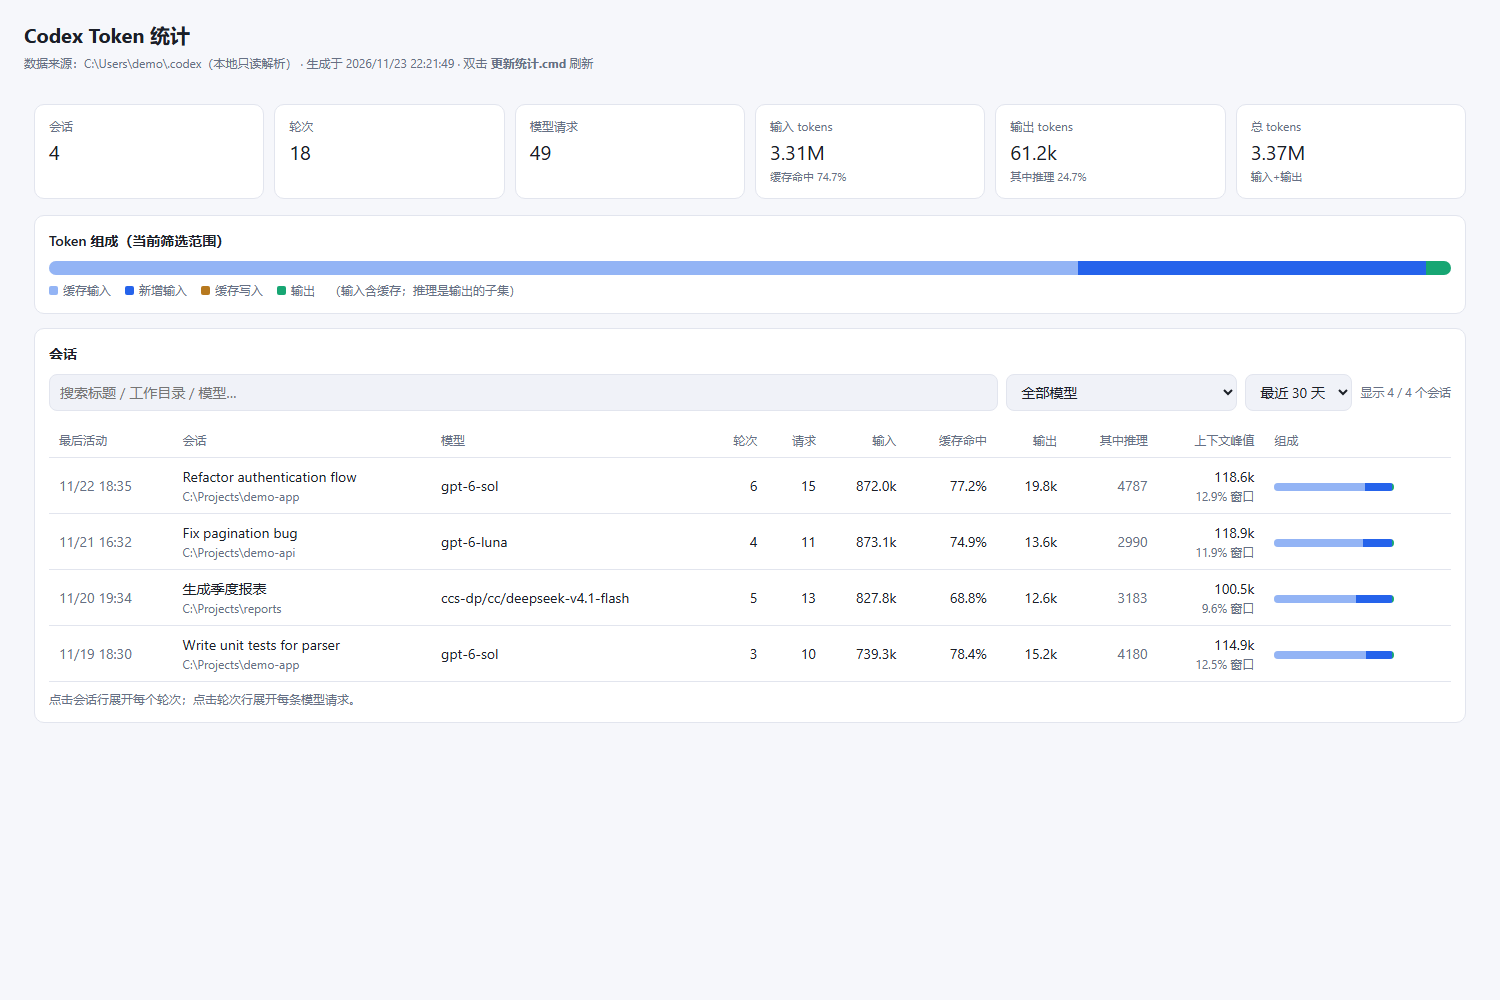 Codex Token 统计
数据来源：C:\Users\demo\.codex（本地只读解析） · 生成于 2026/11/23 22:21:49 · 双击 更新统计.cmd 刷新
会话
4
轮次
18
模型请求
49
输入 tokens
3.31M
缓存命中 74.7%
输出 tokens
61.2k
其中推理 24.7%
总 tokens
3.37M
输入+输出
Token 组成（当前筛选范围）
缓存输入 新增输入 缓存写入 输出 （输入含缓存；推理是输出的子集）
会话
搜索标题 / 工作目录 / 模型... 全部模型 最近 30 天 显示 4 / 4 个会话
最后活动 会话 模型 轮次 请求 输入 缓存命中 输出 其中推理 上下文峰值 组成
11/22 18:35 Refactor authentication flow gpt-6-sol 6 15 872.0k 77.2% 19.8k 4787 118.6k
C:\Projects\demo-app 12.9% 窗口
11/21 16:32 Fix pagination bug gpt-6-luna 4 11 873.1k 74.9% 13.6k 2990 118.9k
C:\Projects\demo-api 11.9% 窗口
11/20 19:34 生成季度报表 ccs-dp/cc/deepseek-v4.1-flash 5 13 827.8k 68.8% 12.6k 3183 100.5k
C:\Projects\reports 9.6% 窗口
11/19 18:30 Write unit tests for parser gpt-6-sol 3 10 739.3k 78.4% 15.2k 4180 114.9k
C:\Projects\demo-app 12.5% 窗口
点击会话行展开每个轮次；点击轮次行展开每条模型请求。